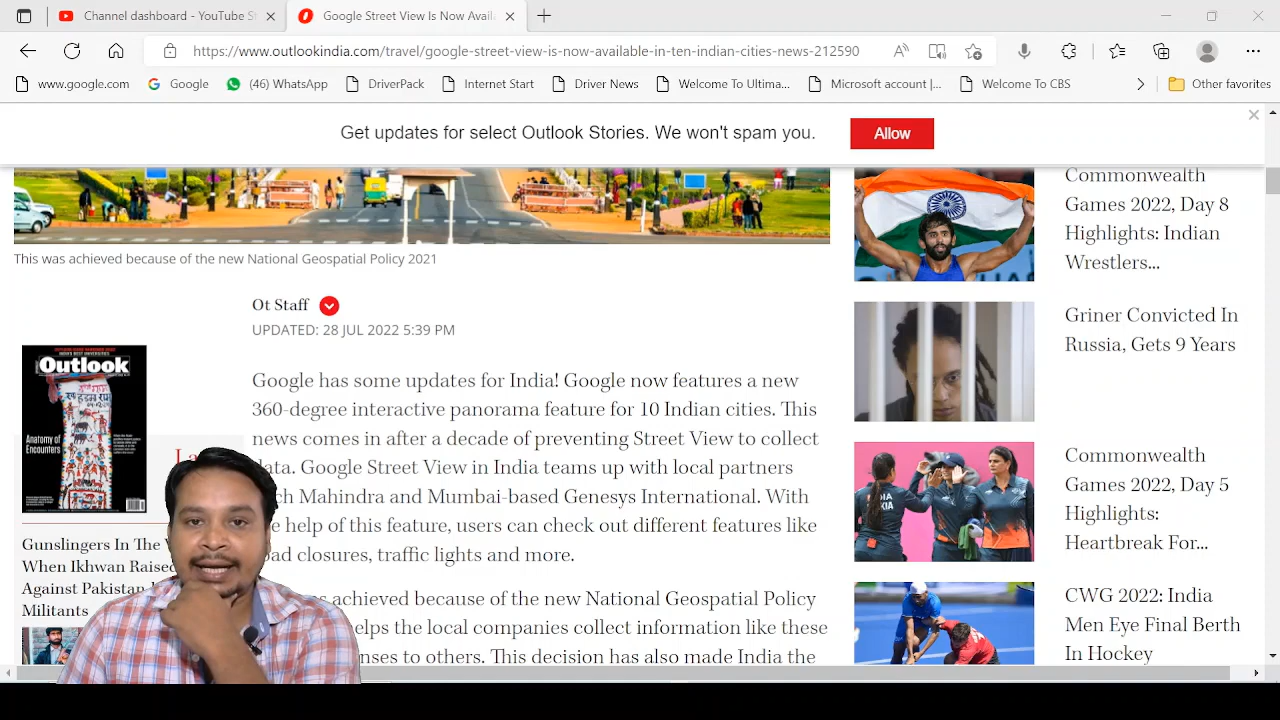 Channel dashboard - YouTube St
Google Street View Is Now Avail
https://www.outlookindia.com/travel/google-street-view-is-now-available-in-ten-indian-cities-news-212590
www.google.com
Google
(46) WhatsApp
DriverPack
Internet Start
Driver News
Welcome To Ultima...
Microsoft account |...
Welcome To CBS
Other favorites
Get updates for select Outlook Stories. We won't spam you.
Allow
This was achieved because of the new National Geospatial Policy 2021
Ot Staff
UPDATED: 28 JUL 2022 5:39 PM
Outlook
Anatomy of
Encounters
Gunslingers In The
When Ikhwan Raised
Against Pakistan
Militants
Google has some updates for India! Google now features a new
360-degree interactive panorama feature for 10 Indian cities. This
news comes in after a decade of preventing Street View to collect
data. Google Street View in India teams up with local partners
Mahindra and Mumbai-based Genesys International. With
help of this feature, users can check out different features like
closures, traffic lights and more.
achieved because of the new National Geospatial Policy
helps the local companies collect information like these
to others. This decision has also made India the
Commonwealth
Games 2022, Day 8
Highlights: Indian
Wrestlers...
Griner Convicted In
Russia, Gets 9 Years
Commonwealth
Games 2022, Day 5
Highlights:
Heartbreak For...
CWG 2022: India
Men Eye Final Berth
In Hockey